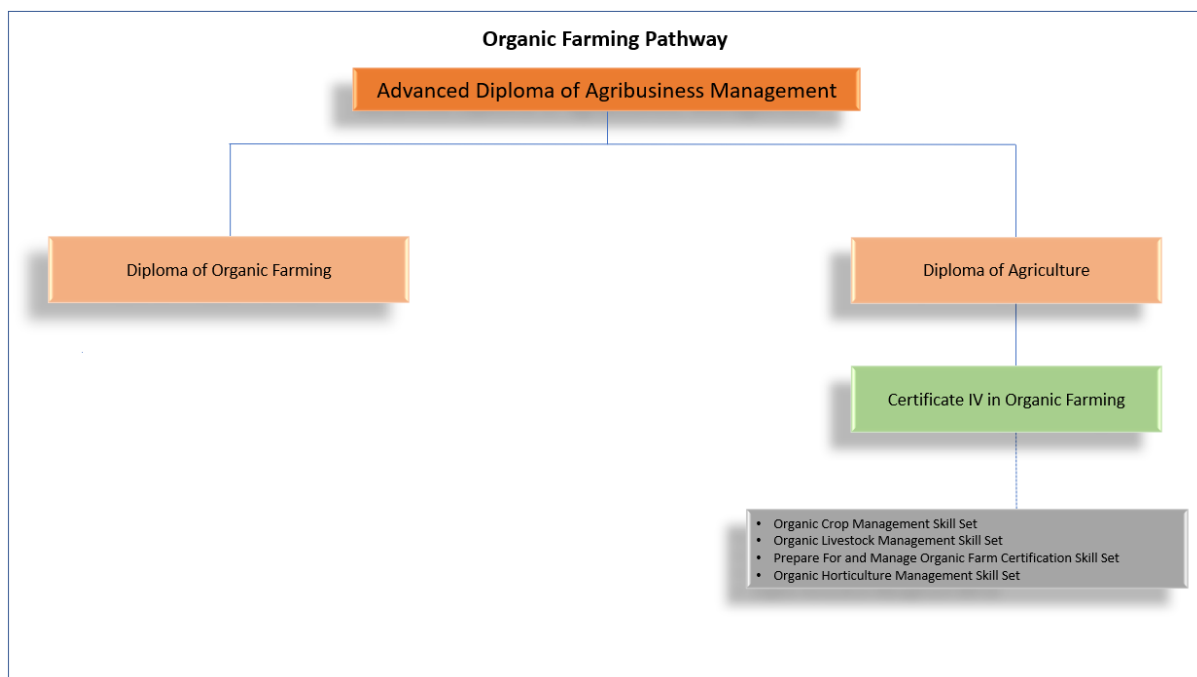 Organic Farming Pathway
Advanced Diploma of Agribusiness Management
Diploma of Organic Farming
Diploma of Agriculture
Certificate IV in Organic Farming
• Organic Crop Management Skill Set
• Organic Livestock Management Skill Set
• Prepare For and Manage Organic Farm Certification Skill Set
• Organic Horticulture Management Skill Set